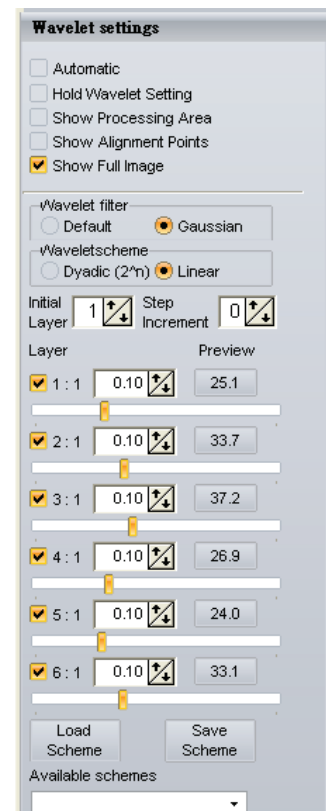 Wavelet settings
Automatic
Hold Wavelet Setting
Show Processing Area
Show Alignment Points
Show Full Image
Wavelet filter
Default Gaussian
Waveletscheme
Dyadic (2^n) Linear
Initial Layer 1 Step Increment 0
Layer Preview
1 : 1 0.10 25.1
2 : 1 0.10 33.7
3 : 1 0.10 37.2
4 : 1 0.10 26.9
5 : 1 0.10 24.0
6 : 1 0.10 33.1
Load Scheme Save Scheme
Available schemes